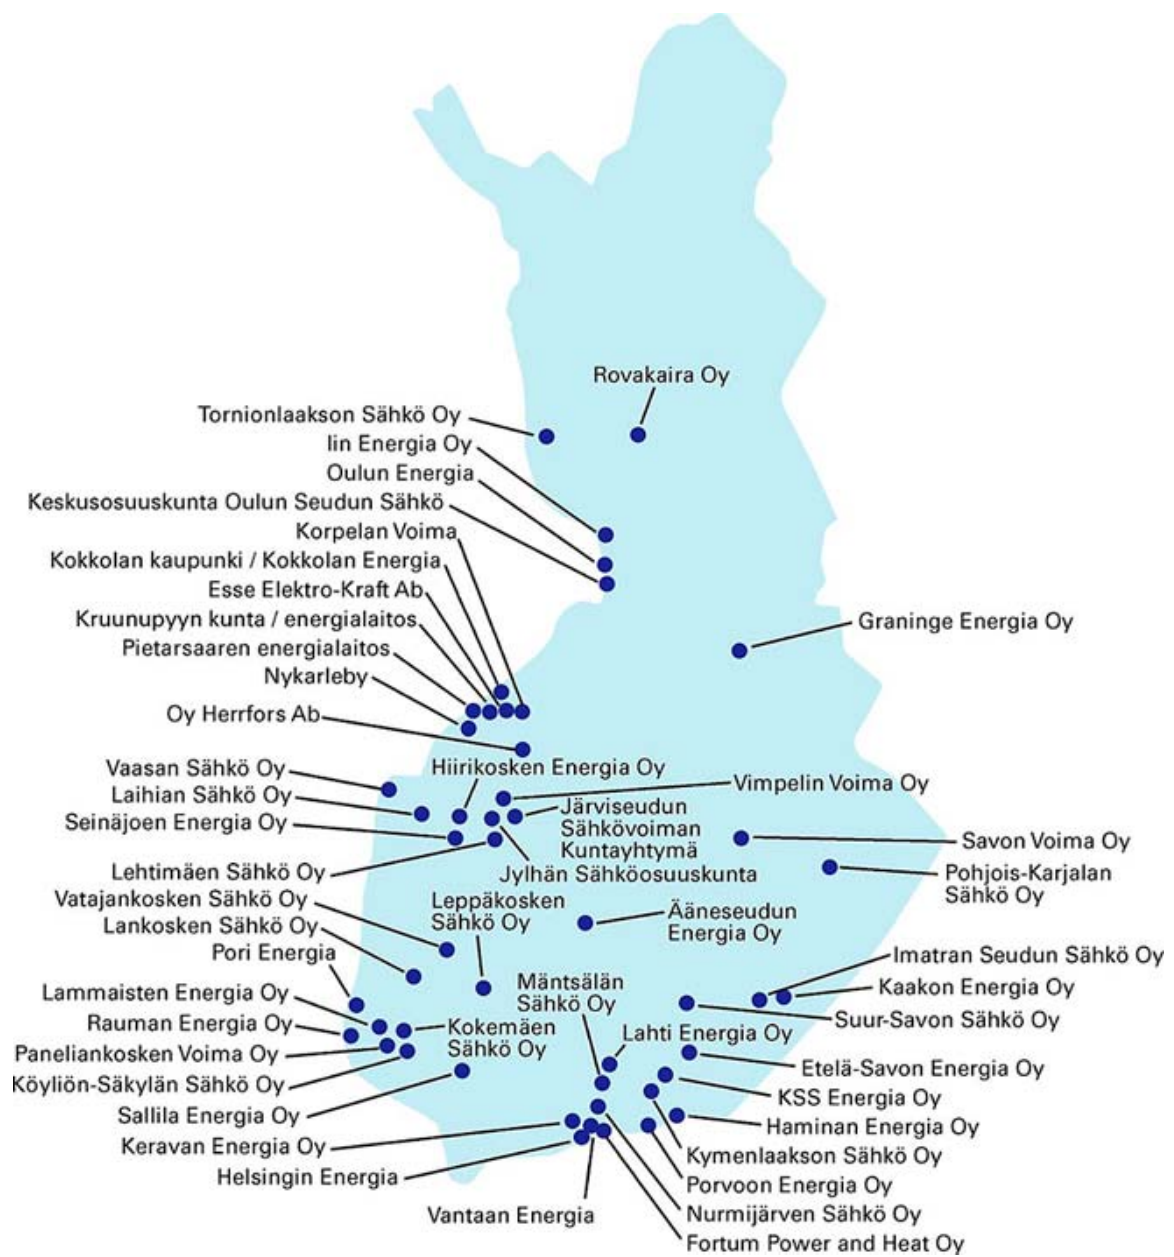 Rovakaira Oy
Tornionlaakson Sähkö Oy
Iin Energia Oy
Oulun Energia
Keskusosuuskunta Oulun Seudun Sähkö
Korpelan Voima
Kokkolan kaupunki / Kokkolan Energia
Esse Elektro-Kraft Ab
Kruunupyyn kunta / energialaitos
Pietarsaaren energialaitos
Nykarleby
Oy Herrfors Ab
Graninge Energia Oy
Vaasan Sähkö Oy
Laihian Sähkö Oy
Seinäjoen Energia Oy
Hiirikosken Energia Oy
Vimpelin Voima Oy
Järviseudun
Sähkövoiman
Kuntayhtymä
Jylhän Sähköosuuskunta
Savon Voima Oy
Pohjois-Karjalan
Sähkö Oy
Lehtimäen Sähkö Oy
Vatajankosken Sähkö Oy
Lankosken Sähkö Oy
Pori Energia
Leppäkosken
Sähkö Oy
Ääneseudun
Energia Oy
Imatran Seudun Sähkö Oy
Kaakon Energia Oy
Suur-Savon Sähkö Oy
Mäntsälän
Sähkö Oy
Lahti Energia Oy
Lammaisten Energia Oy
Rauman Energia Oy
Paneliankosken Voima Oy
Köyliön-Säkylän Sähkö Oy
Kokemäen
Sähkö Oy
Sallila Energia Oy
Keravan Energia Oy
Helsingin Energia
Vantaan Energia
Etelä-Savon Energia Oy
KSS Energia Oy
Haminan Energia Oy
Kymenlaakson Sähkö Oy
Porvoon Energia Oy
Nurmijärven Sähkö Oy
Fortum Power and Heat Oy